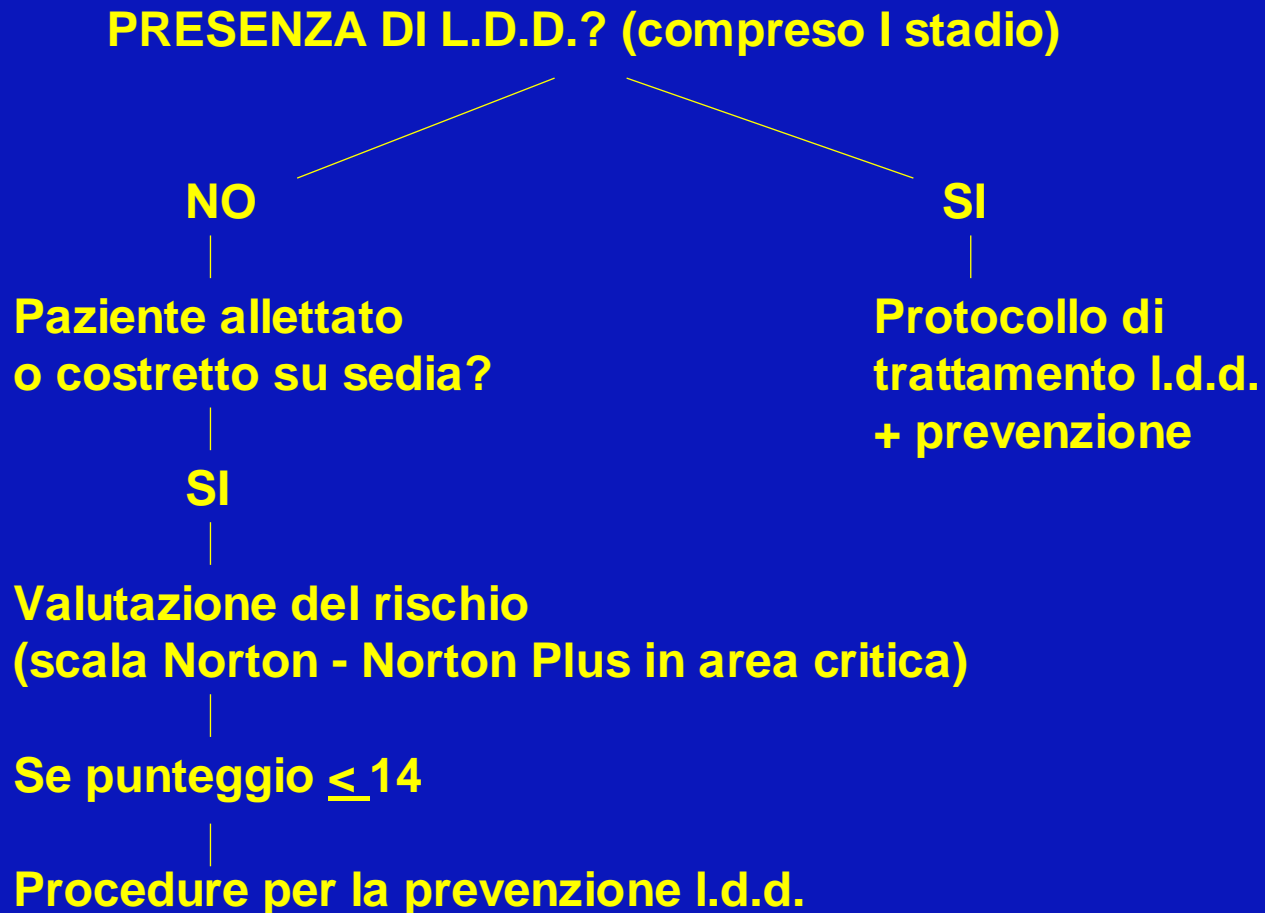 PRESENZA DI L.D.D.? (compreso I stadio)
NO
SI
Paziente allettato
o costretto su sedia?
Protocollo di
trattamento l.d.d.
+ prevenzione
SI
Valutazione del rischio
(scala Norton - Norton Plus in area critica)
Se punteggio < 14
Procedure per la prevenzione l.d.d.